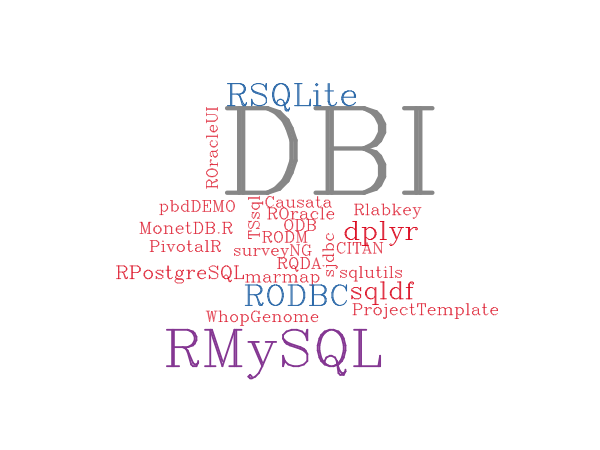 RSQLite
DBI
ROracleUI
TSsql
Causata
pbdDEMO
Rlabkey
ROracle
ODB
MonetDB.R
dplyr
RODM
PivotalR
CITAN
surveyNG
sjdbc
RQDA
RPostgreSQL
sqlutils
marmap
RODBC
sqldf
ProjectTemplate
WhopGenome
RMySQL